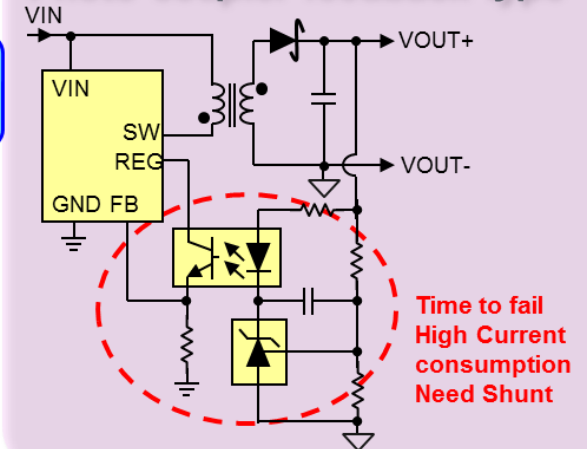 VIN
VOUT+
VIN
SW
REG
VOUT-
GND FB
Time to fail
High Current
consumption
Need Shunt